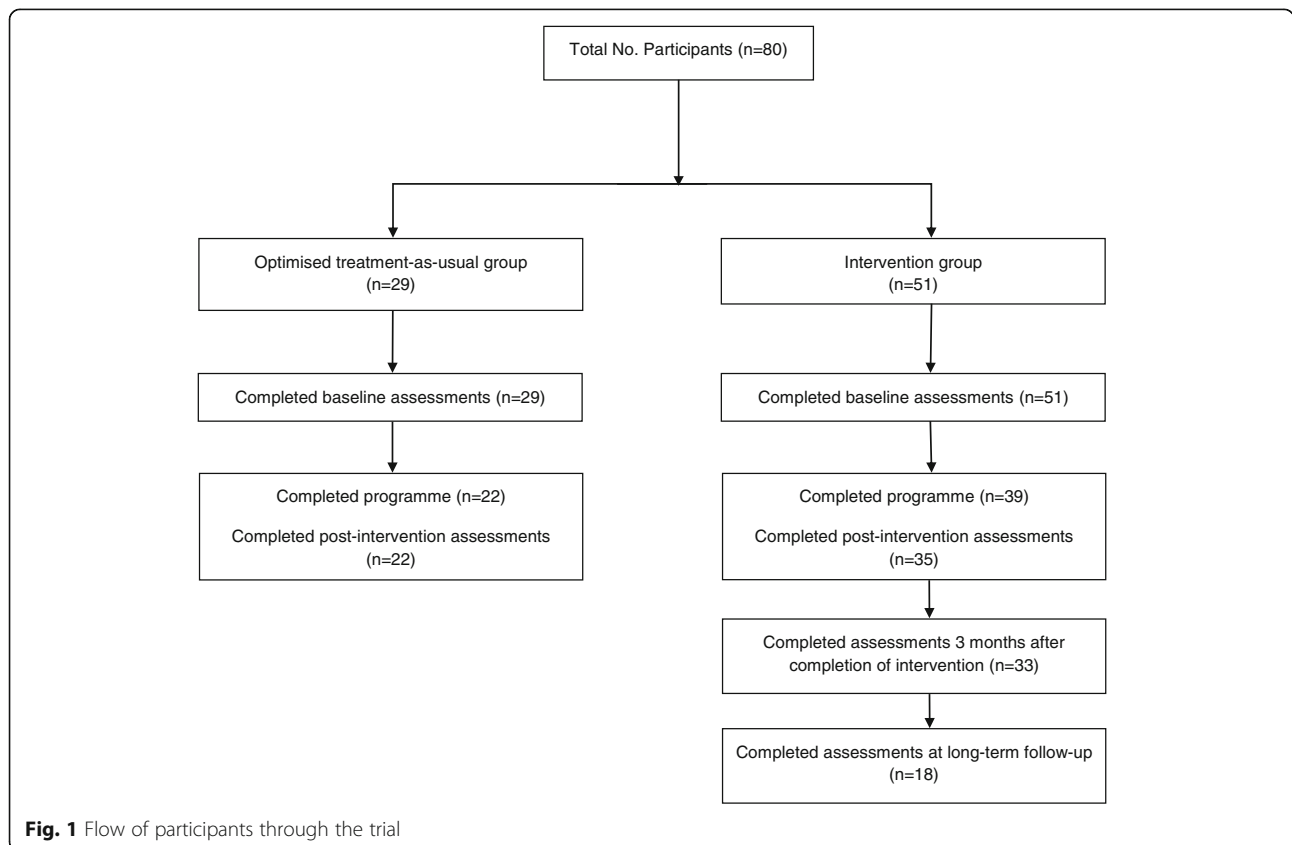 Total No. Participants (n=80)
Optimised treatment-as-usual group
(n=29)
Intervention group
(n=51)
Completed baseline assessments (n=29)
Completed baseline assessments (n=51)
Completed programme (n=22)
Completed post-intervention assessments
(n=22)
Completed programme (n=39)
Completed post-intervention assessments
(n=35)
Completed assessments 3 months after
completion of intervention (n=33)
Completed assessments at long-term follow-up
(n=18)
Fig. 1 Flow of participants through the trial